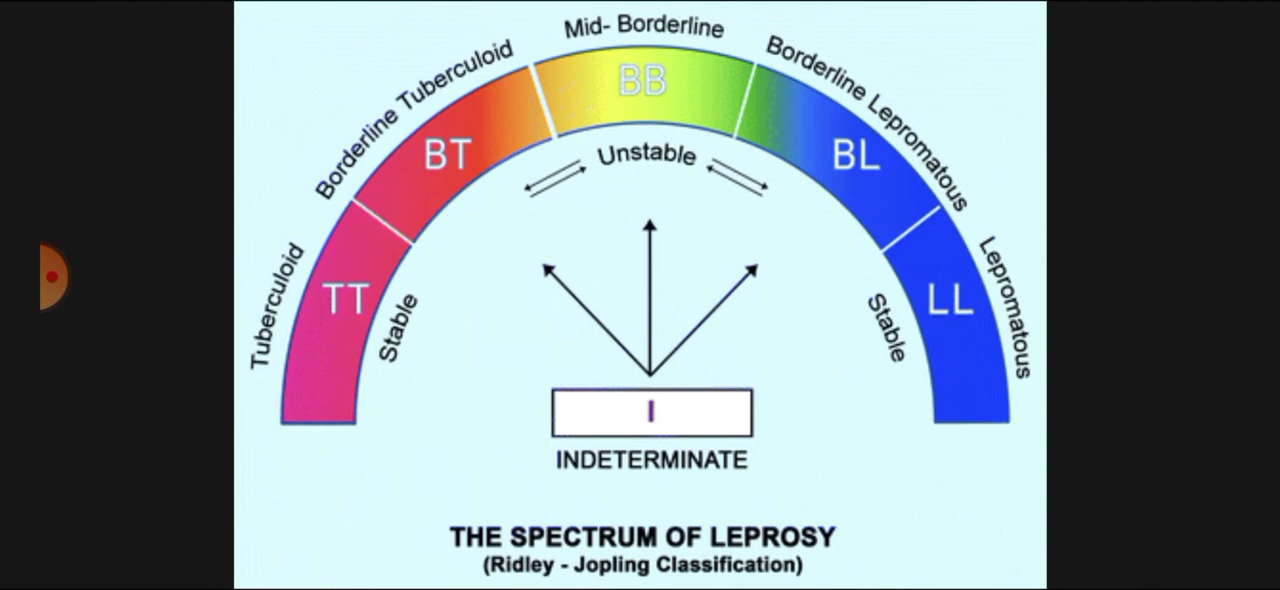 Mid- Borderline
Borderline Tuberculoid
Borderline Lepromatous
BB
BT
BL
Unstable
Tuberculoid
Lepromatous
TT
LL
Stable
Stable
I
INDETERMINATE
THE SPECTRUM OF LEPROSY
(Ridley - Jopling Classification)